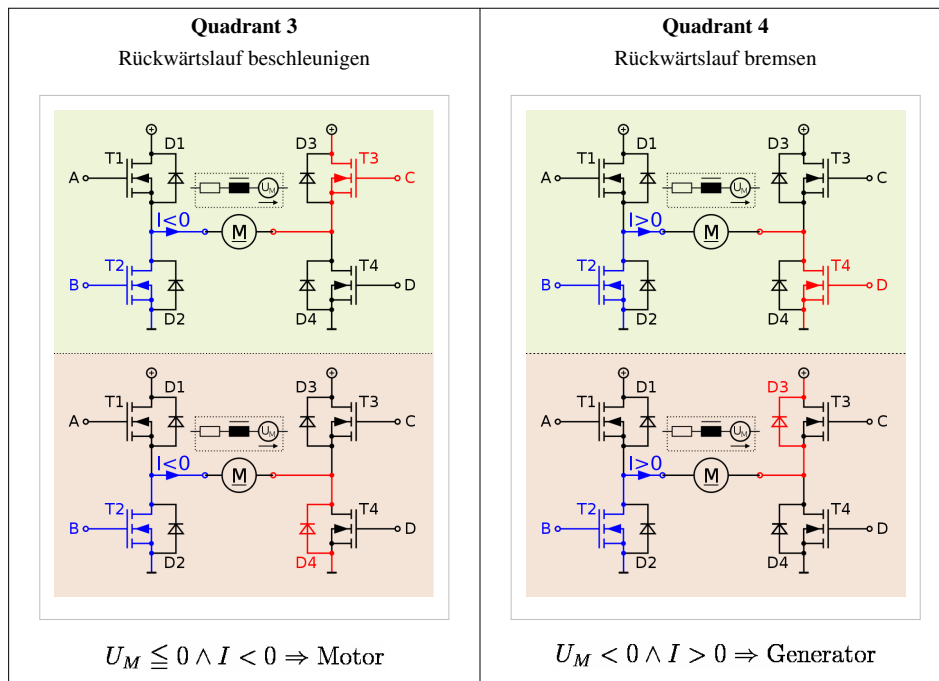 Quadrant 3
Rückwärtslauf beschleunigen
D1 D3
T1 T3
A U_M C
I<0
M
T2 T4
B D
D2 D4
D1 D3
T1 T3
A U_M C
I<0
M
T2 T4
B D
D2 D4
U_M ≦ 0 ∧ I < 0 ⇒ Motor
Quadrant 4
Rückwärtslauf bremsen
D1 D3
T1 T3
A U_M C
I>0
M
T2 T4
B D
D2 D4
D1 D3
T1 T3
A U_M C
I>0
M
T2 T4
B D
D2 D4
U_M < 0 ∧ I > 0 ⇒ Generator